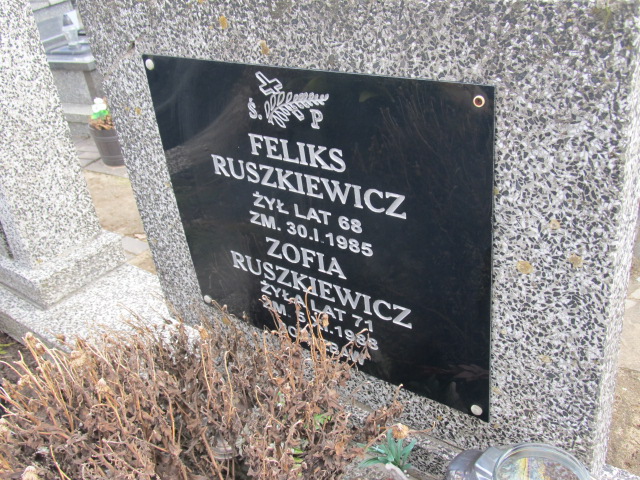 Ś. P
FELIKS
RUSZKIEWICZ
ŻYŁ LAT 68
ZM. 30.I.1985
ZOFIA
RUSZKIEWICZ
ŻYŁA LAT 71